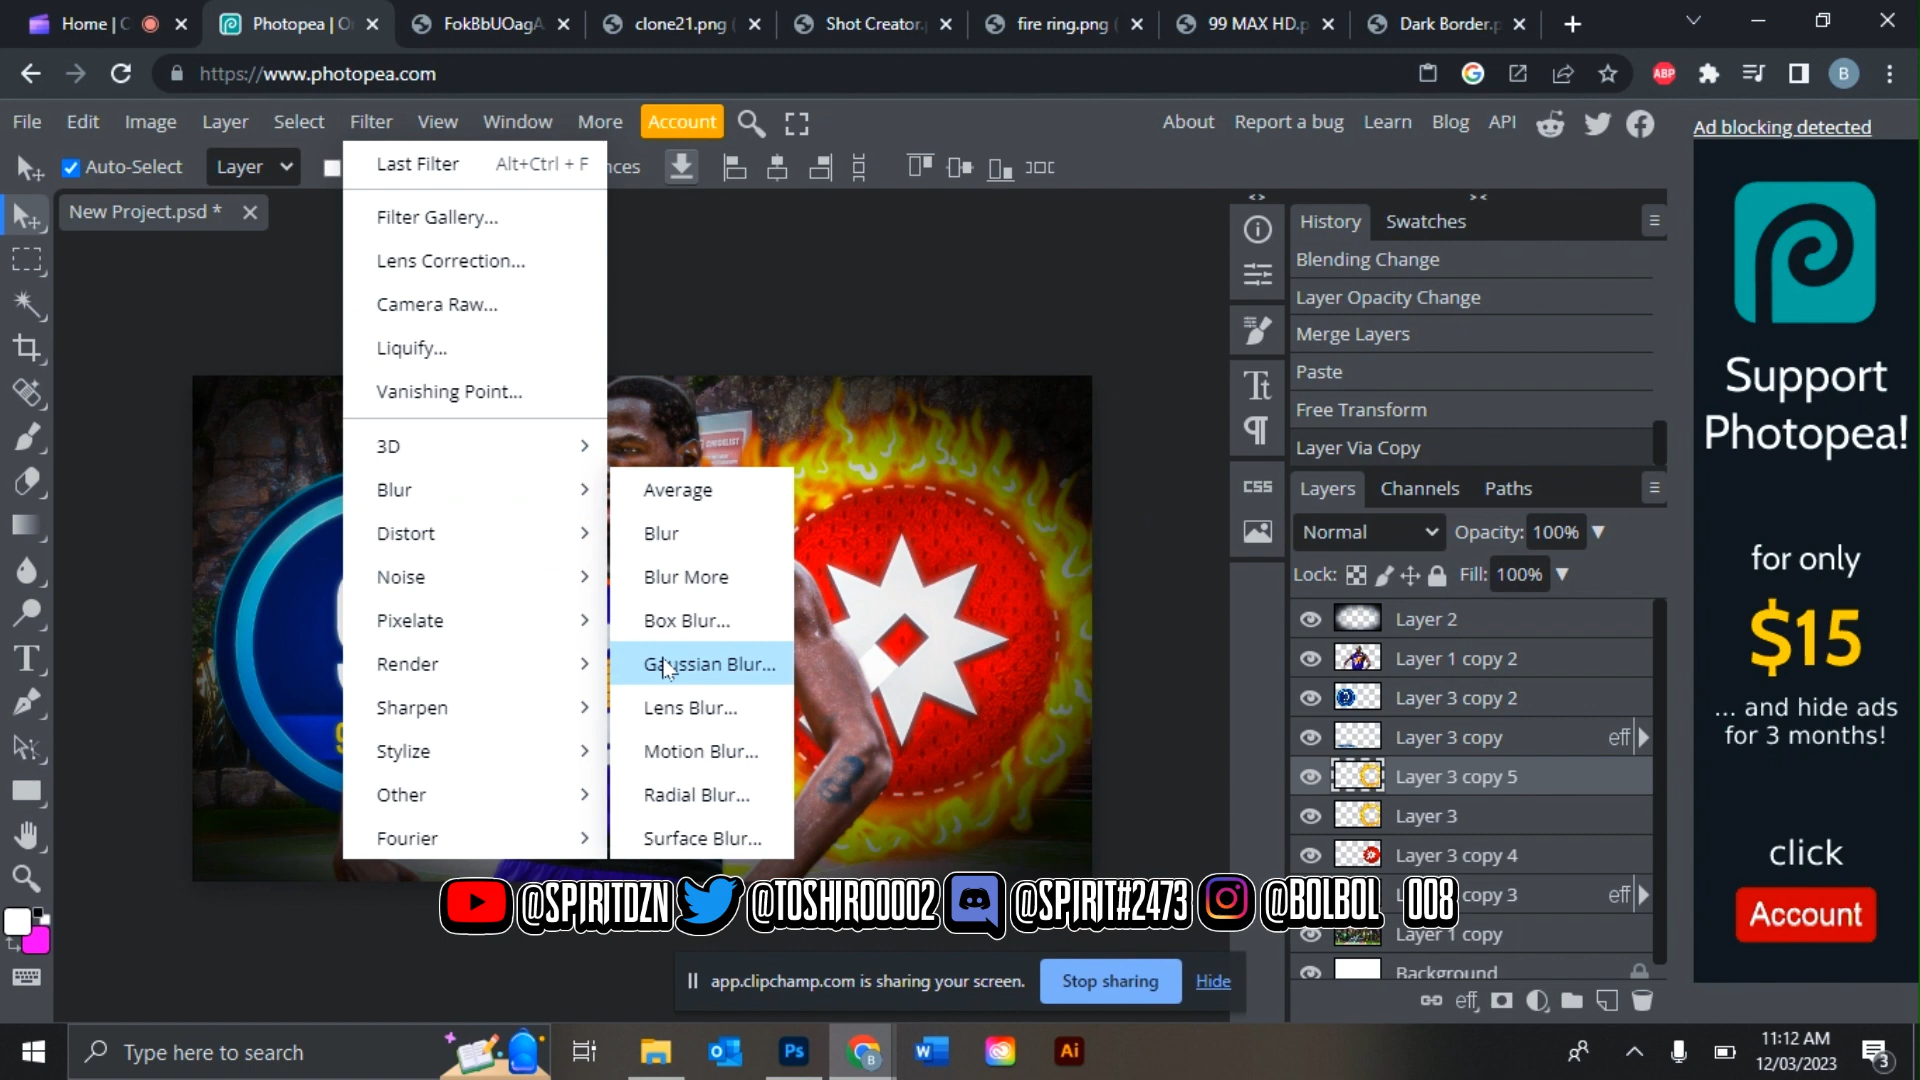 Home | C
Photopea | O
FokBbUOagA
clone21.png (
Shot Creator.p
fire ring.png (
99 MAX HD.p
Dark Border.p
https://www.photopea.com
ABP
B
File Edit Image Layer Select Filter View Window More Account
About Report a bug Learn Blog API
Ad blocking detected
Auto-Select
Layer
nces
New Project.psd *
Last Filter Alt+Ctrl + F
Filter Gallery...
Lens Correction...
Camera Raw...
Liquify...
Vanishing Point...
3D
Blur
Distort
Noise
Pixelate
Render
Sharpen
Stylize
Other
Fourier
Average
Blur
Blur More
Box Blur...
Gaussian Blur...
Lens Blur...
Motion Blur...
Radial Blur...
Surface Blur...
History Swatches
Blending Change
Layer Opacity Change
Merge Layers
Paste
Free Transform
Layer Via Copy
CSS
Layers Channels Paths
Normal Opacity: 100%
Lock: Fill: 100%
Layer 2
Layer 1 copy 2
Layer 3 copy 2
Layer 3 copy eff
Layer 3 copy 5
Layer 3
Layer 3 copy 4
copy 3 eff
Layer 1 copy
Background
eff
Support
Photopea!
for only
$15
... and hide ads
for 3 months!
click
Account
@SPIRITDZN @TOSHIRO0002 @SPIRIT#2473 @BOLBOL_008
app.clipchamp.com is sharing your screen. Stop sharing Hide
Type here to search
Ps
B
Ai
11:12 AM
12/03/2023
3